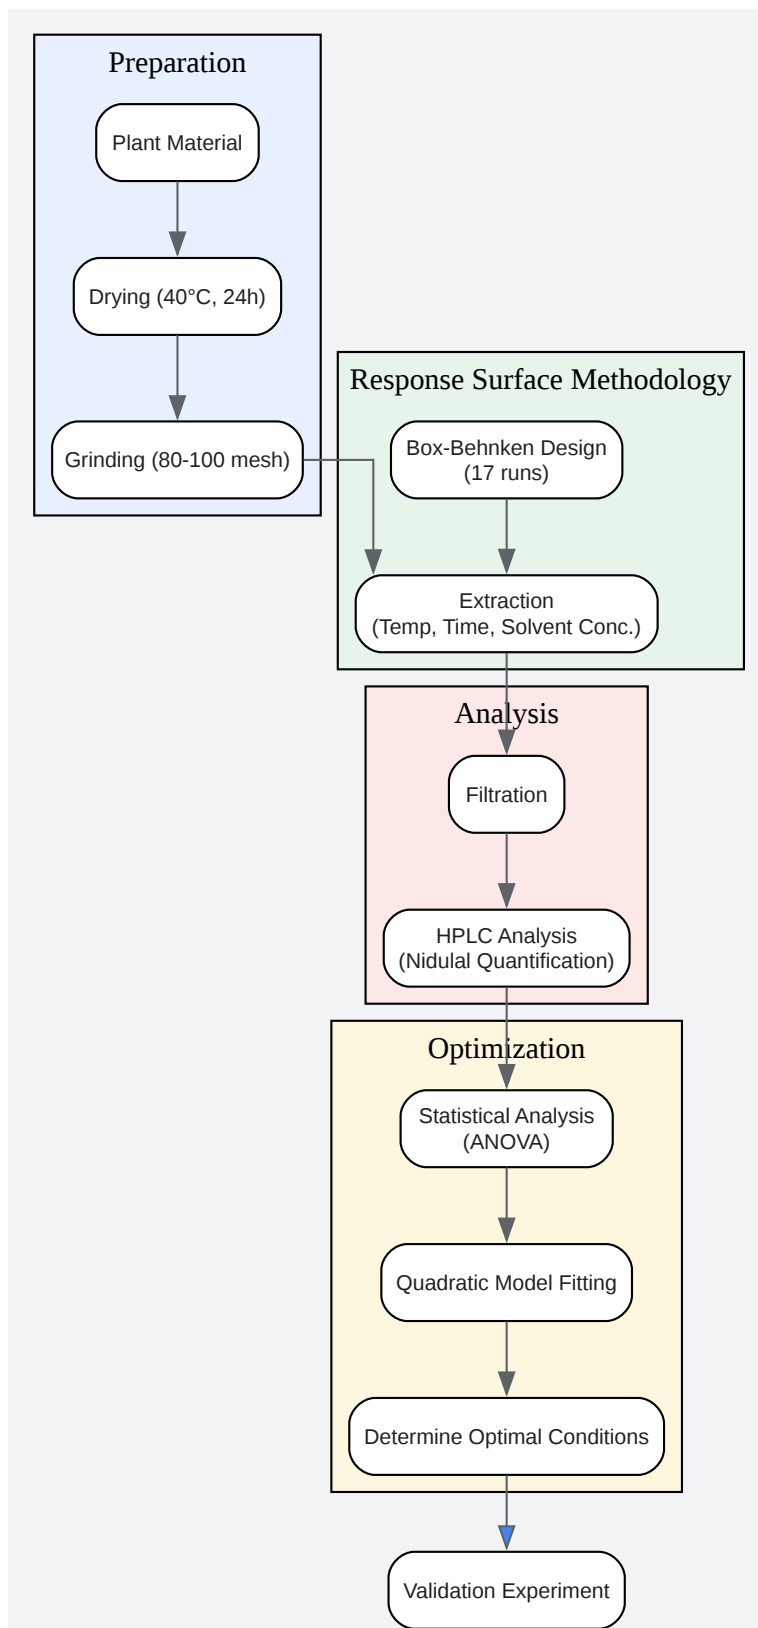 Preparation
Plant Material
Drying (40°C, 24h)
Grinding (80-100 mesh)
Response Surface Methodology
Box-Behnken Design
(17 runs)
Extraction
(Temp, Time, Solvent Conc.)
Analysis
Filtration
HPLC Analysis
(Nidulal Quantification)
Optimization
Statistical Analysis
(ANOVA)
Quadratic Model Fitting
Determine Optimal Conditions
Validation Experiment